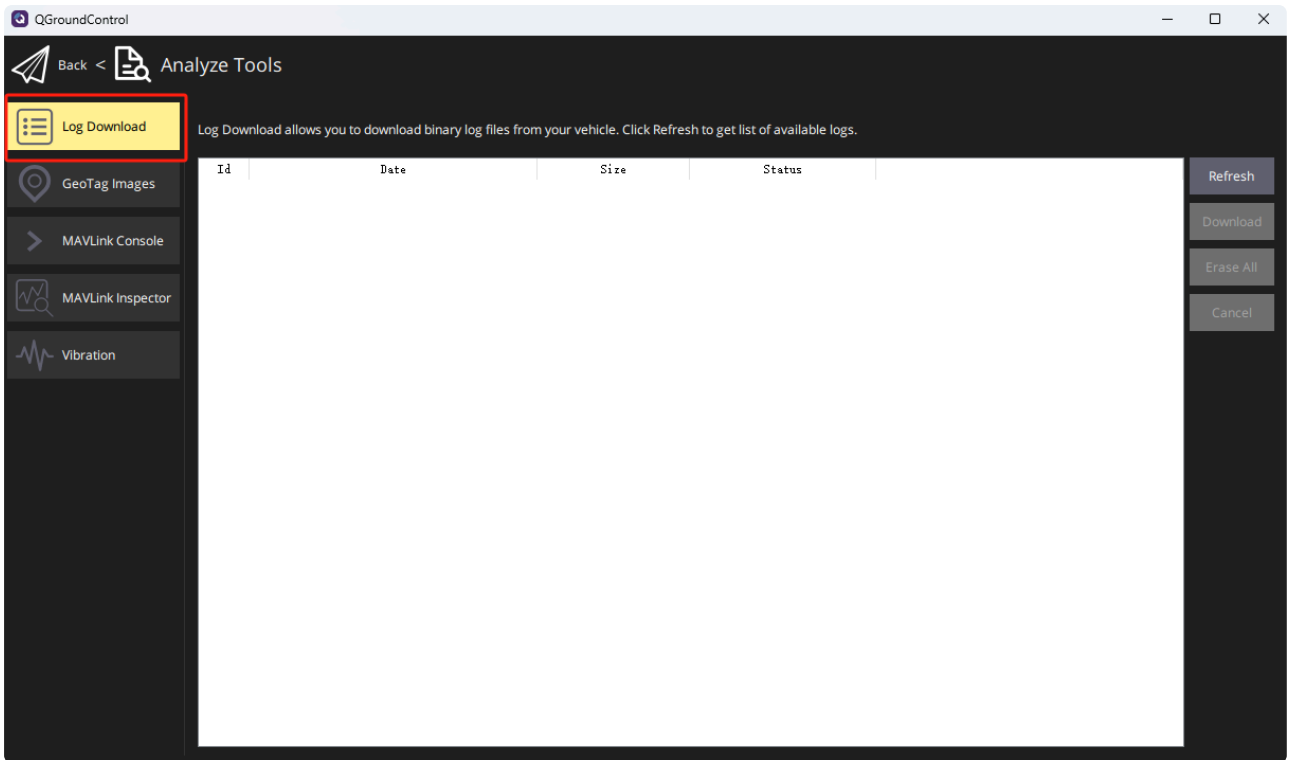 QGroundControl
Back < Analyze Tools
Log Download
Log Download allows you to download binary log files from your vehicle. Click Refresh to get list of available logs.
GeoTag Images
MAVLink Console
MAVLink Inspector
Vibration
Id Date Size Status
Refresh
Download
Erase All
Cancel